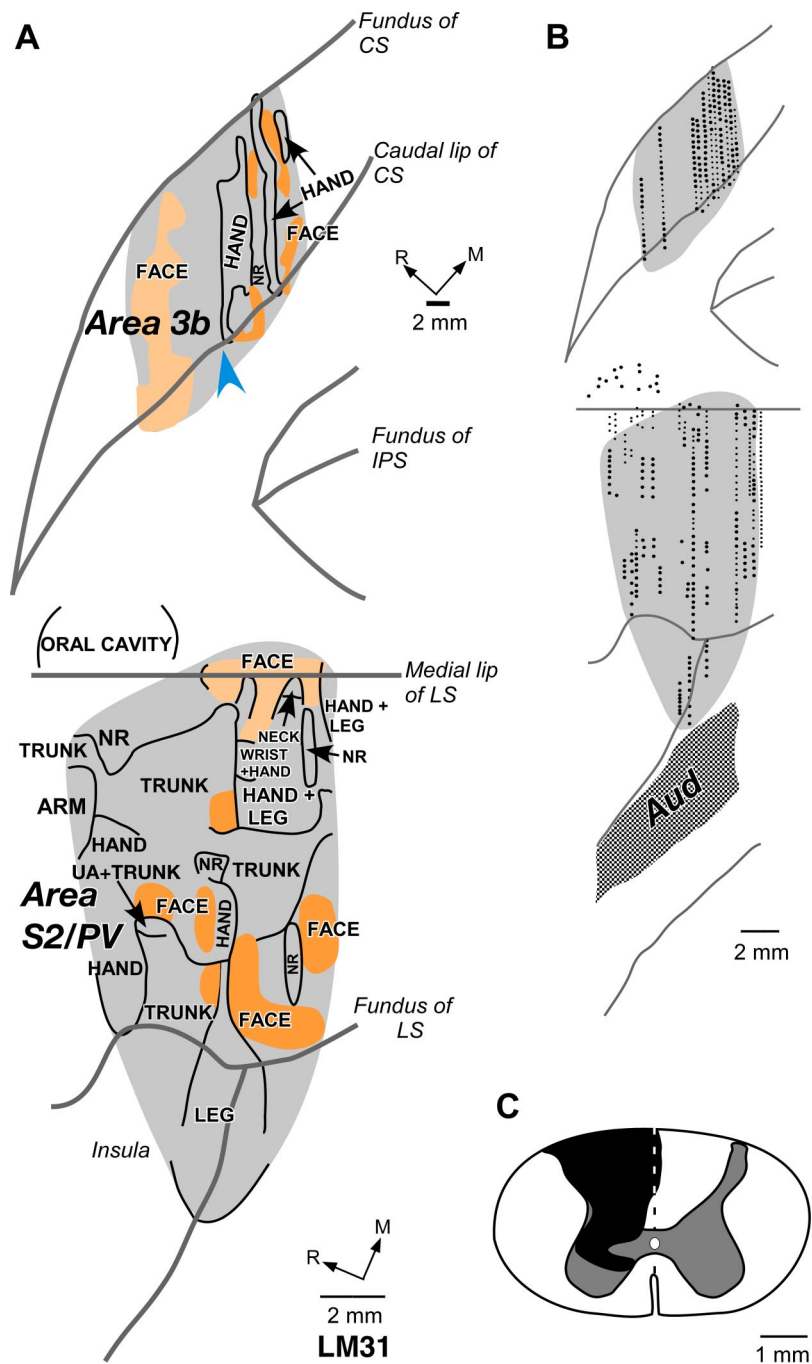 A
Fundus of
CS
Caudal lip of
CS
HAND
FACE
HAND
NR
FACE
Area 3b
R
M
2 mm
Fundus of
IPS
ORAL CAVITY
FACE
Medial lip
of LS
HAND +
LEG
NECK
NR
TRUNK
NR
WRIST
+HAND
TRUNK
HAND +
LEG
ARM
HAND
UA+TRUNK
NR
TRUNK
Area
S2/PV
FACE
HAND
FACE
NR
HAND
TRUNK
FACE
Fundus of
LS
LEG
Insula
R
M
2 mm
LM31
B
Aud
2 mm
C
1 mm